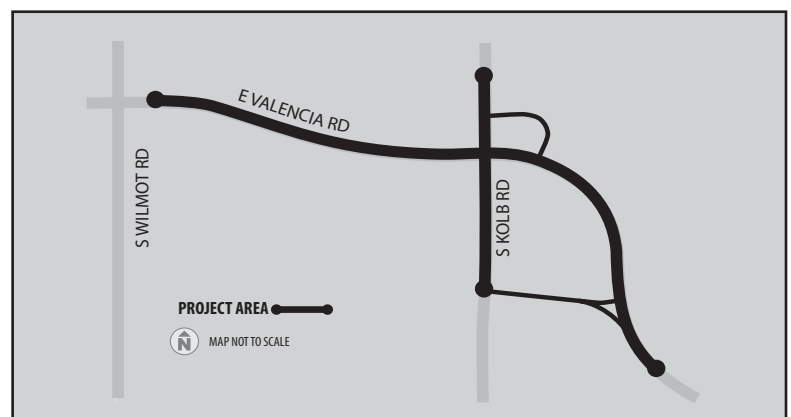 E VALENCIA RD
S WILMOT RD
S KOLB RD
PROJECT AREA
N
MAP NOT TO SCALE